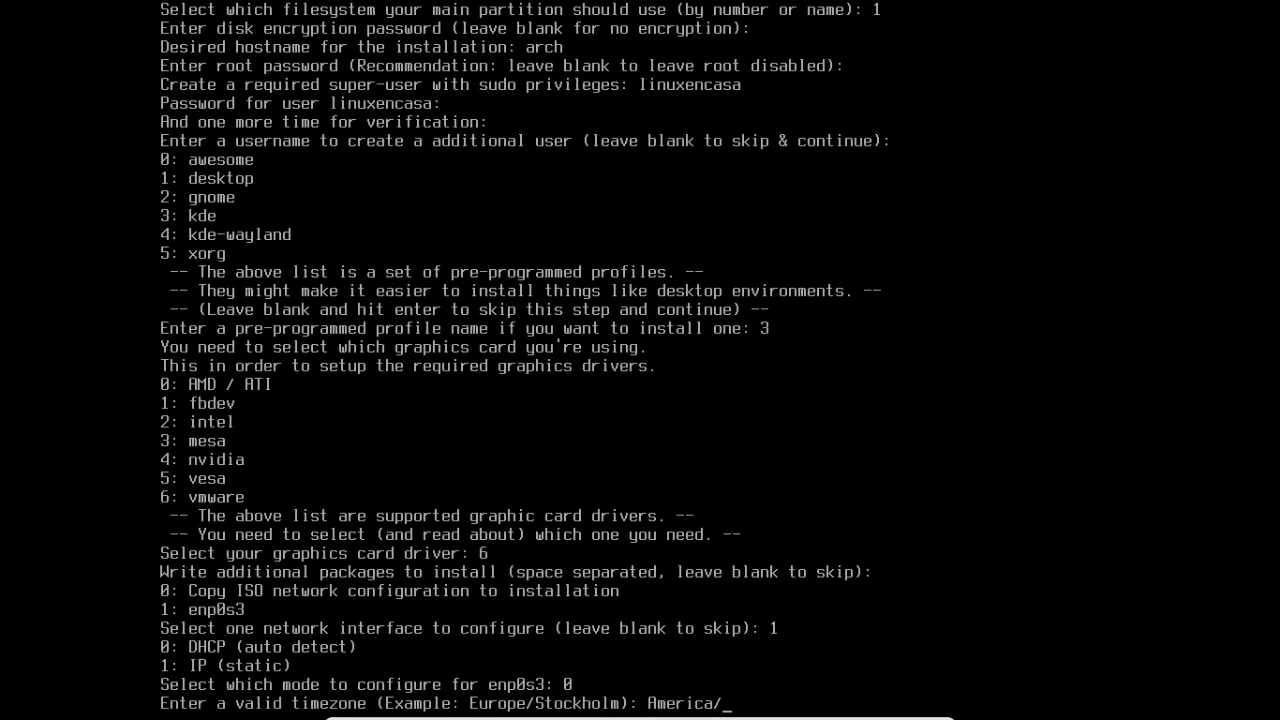 Select which filesystem your main partition should use (by number or name): 1
Enter disk encryption password (leave blank for no encryption):
Desired hostname for the installation: arch
Enter root password (Recommendation: leave blank to leave root disabled):
Create a required super-user with sudo privileges: linuxencasa
Password for user linuxencasa:
And one more time for verification:
Enter a username to create a additional user (leave blank to skip & continue):
0: awesome
1: desktop
2: gnome
3: kde
4: kde-wayland
5: xorg
-- The above list is a set of pre-programmed profiles. --
-- They might make it easier to install things like desktop environments. --
-- (Leave blank and hit enter to skip this step and continue) --
Enter a pre-programmed profile name if you want to install one: 3
You need to select which graphics card you're using.
This in order to setup the required graphics drivers.
0: AMD / ATI
1: fbdev
2: intel
3: mesa
4: nvidia
5: vesa
6: vmware
-- The above list are supported graphic card drivers. --
-- You need to select (and read about) which one you need. --
Select your graphics card driver: 6
Write additional packages to install (space separated, leave blank to skip):
0: Copy ISO network configuration to installation
1: enp0s3
Select one network interface to configure (leave blank to skip): 1
0: DHCP (auto detect)
1: IP (static)
Select which mode to configure for enp0s3: 0
Enter a valid timezone (Example: Europe/Stockholm): America/_